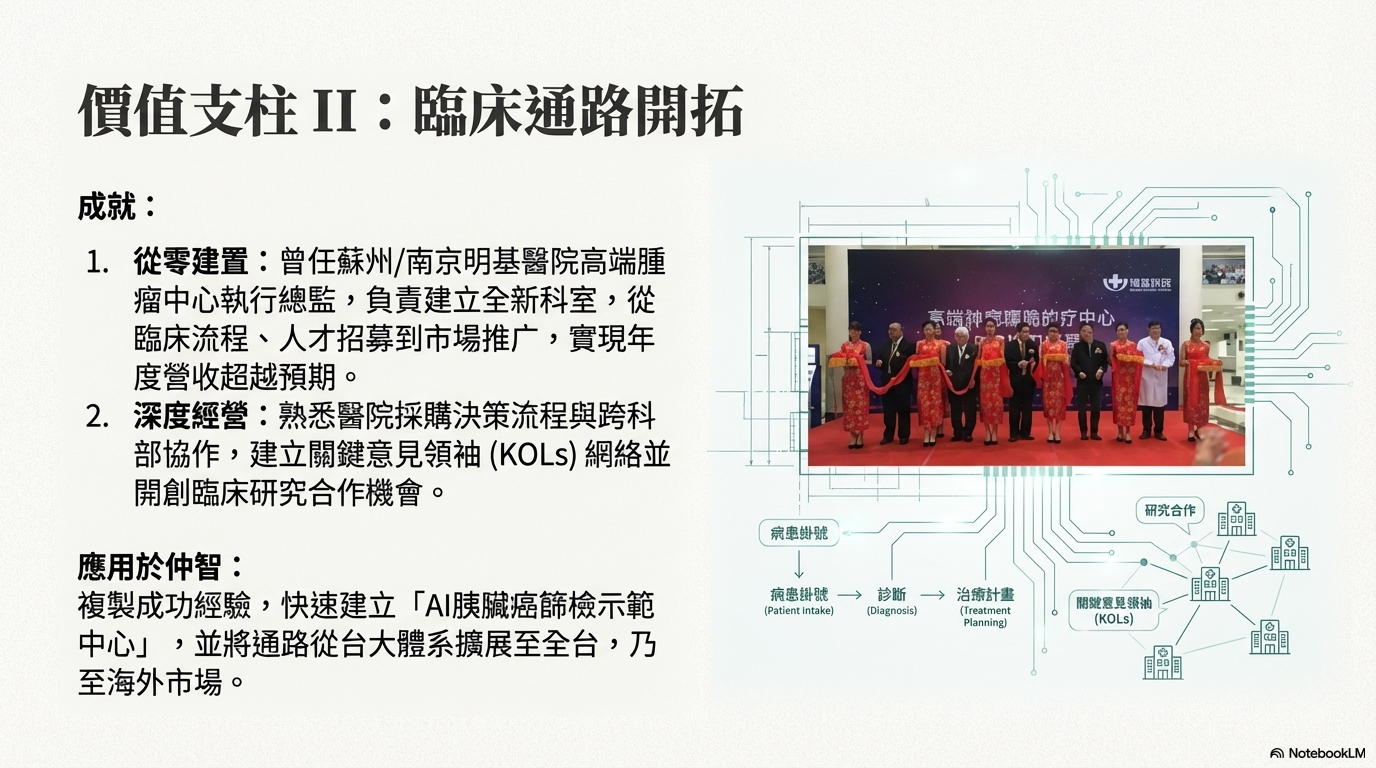 價值支柱 II：臨床通路開拓
成就：
1. 從零建置：曾任蘇州/南京明基醫院高端腫
瘤中心執行總監，負責建立全新科室，從
臨床流程、人才招募到市場推广，實現年
度營收超越預期。
2. 深度經營：熟悉醫院採購決策流程與跨科
部協作，建立關鍵意見領袖 (KOLs) 網絡並
開創臨床研究合作機會。
應用於仲智：
複製成功經驗，快速建立「AI胰臟癌篩檢示範
中心」，並將通路從台大體系擴展至全台，乃
至海外市場。
高端
中心
病患掛號
病患掛號
(Patient Intake)
診斷
(Diagnosis)
治療計畫
(Treatment
Planning)
研究合作
關鍵意見領袖
(KOLs)
NotebookLM